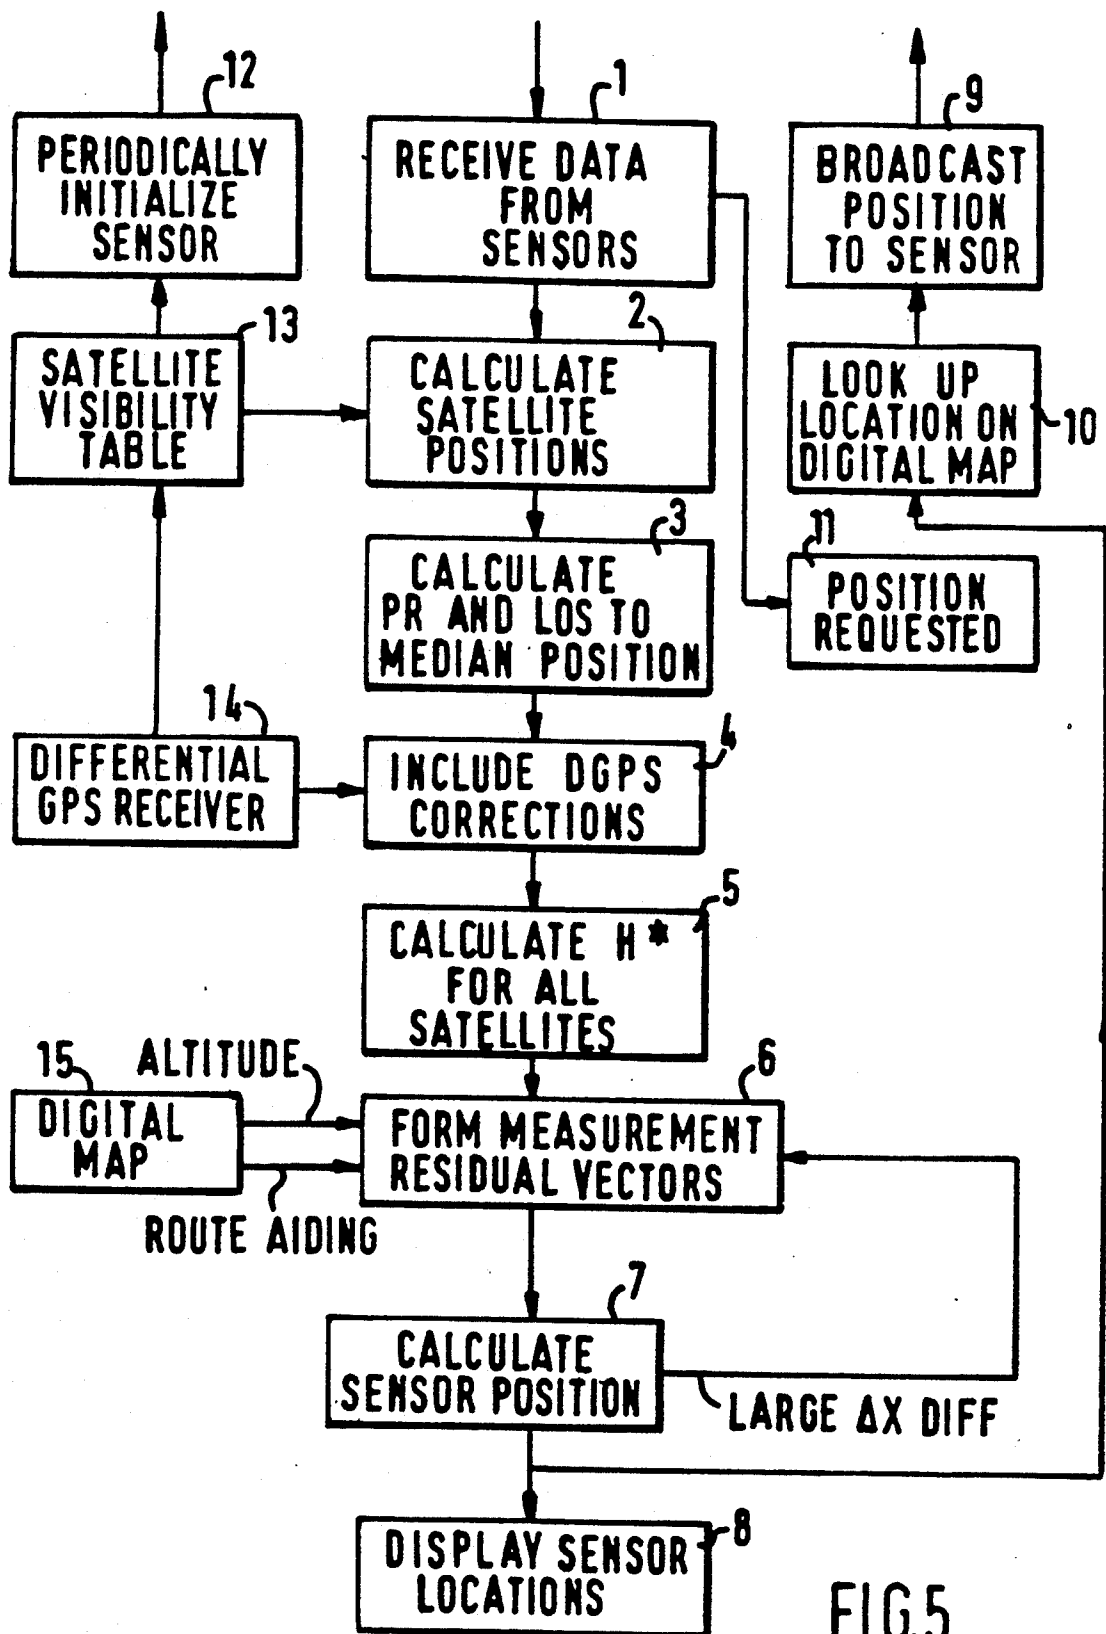 12
PERIODICALLY
INITIALIZE
SENSOR
1
RECEIVE DATA
FROM
SENSORS
9
BROADCAST
POSITION
TO SENSOR
13
SATELLITE
VISIBILITY
TABLE
2
CALCULATE
SATELLITE
POSITIONS
LOOK UP
LOCATION ON
DIGITAL MAP
10
3
CALCULATE
PR AND LOS TO
MEDIAN POSITION
11
POSITION
REQUESTED
14
DIFFERENTIAL
GPS RECEIVER
4
INCLUDE DGPS
CORRECTIONS
5
CALCULATE H*
FOR ALL
SATELLITES
15
DIGITAL
MAP
ALTITUDE
ROUTE AIDING
6
FORM MEASUREMENT
RESIDUAL VECTORS
7
CALCULATE
SENSOR POSITION
LARGE ΔX DIFF
8
DISPLAY SENSOR
LOCATIONS
FIG.5